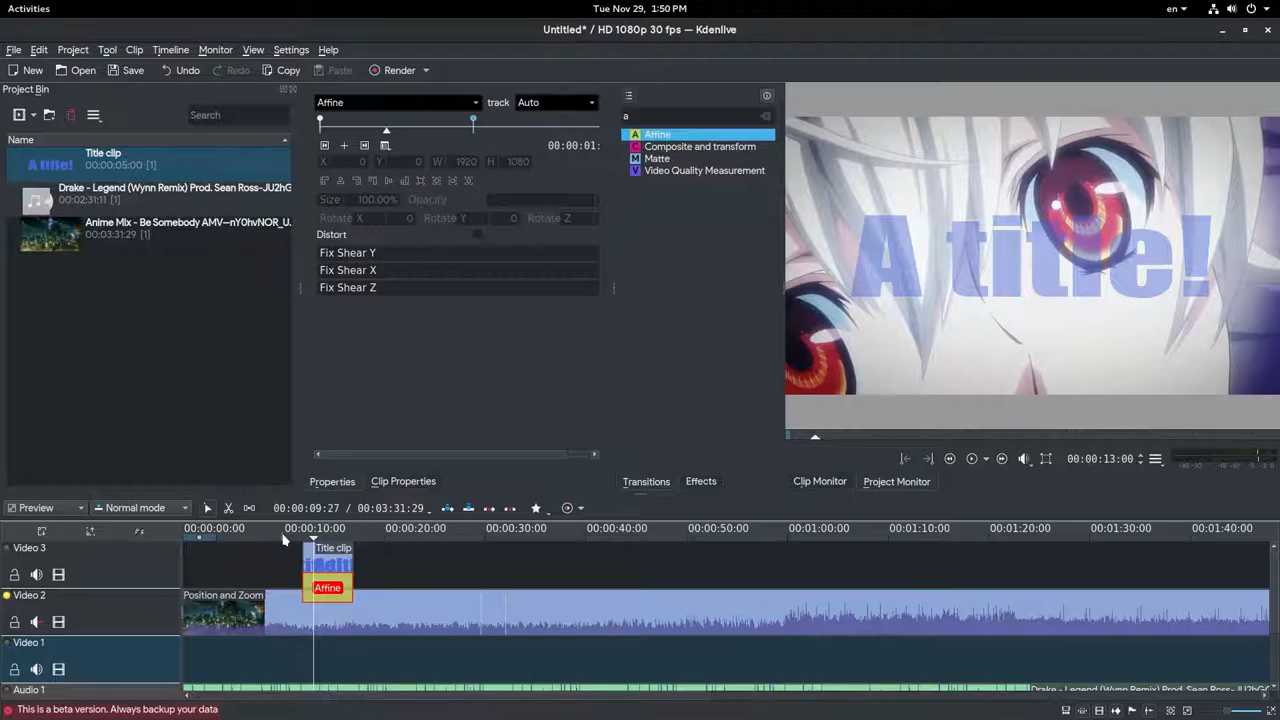 Activities
Tue Nov 29, 1:50 PM
en
Untitled* / HD 1080p 30 fps — Kdenlive
File Edit Project Tool Clip Timeline Monitor View Settings Help
New Open Save Undo Redo Copy Paste Render
Project Bin
Search
Name
Title clip
00:00:05:00 [1]
Drake - Legend (Wynn Remix) Prod. Sean Ross-JU2hG
00:02:31:11 [1]
Anime MIx - Be Somebody AMV--nY0hvNOR_U.
00:03:31:29 [1]
A title!
Affine track Auto
00:00:01:
X 0 Y 0 W 1920 H 1080
Size 100.00% Opacity
Rotate X 0 Rotate Y 0 Rotate Z
Distort
Fix Shear Y
Fix Shear X
Fix Shear Z
Properties Clip Properties
a
A Affine
C Composite and transform
M Matte
V Video Quality Measurement
Transitions Effects
A title!
00:00:13:00
Clip Monitor Project Monitor
Preview Normal mode 00:00:09:27 / 00:03:31:29
00:00:00:00 00:00:10:00 00:00:20:00 00:00:30:00 00:00:40:00 00:00:50:00 00:01:00:00 00:01:10:00 00:01:20:00 00:01:30:00 00:01:40:00
Video 3
Title clip
Affine
Video 2
Position and Zoom
Video 1
Audio 1
Drake - Legend (Wynn Remix) Prod. Sean Ross-JU2hG
This is a beta version. Always backup your data